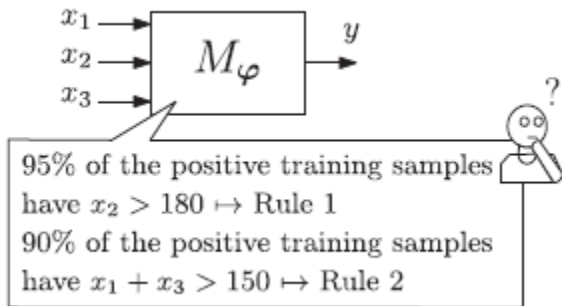 x₁
x₂
x₃
M_φ
y
?
95% of the positive training samples
have x₂ > 180 ↦ Rule 1
90% of the positive training samples
have x₁ + x₃ > 150 ↦ Rule 2